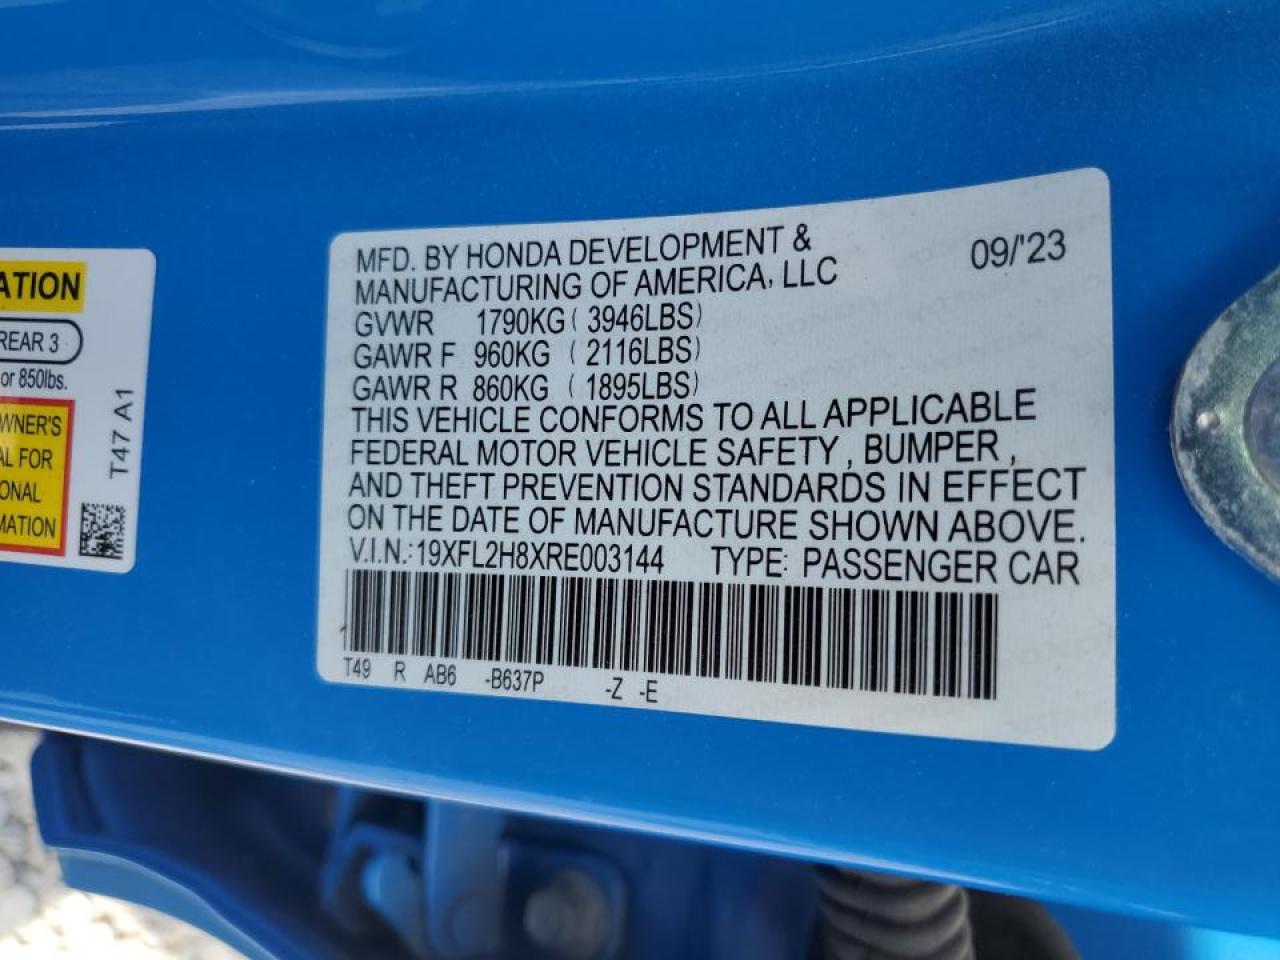 ATION
REAR 3
or 850lbs.
WNER'S
AL FOR
ONAL
MATION
T47 A1
MFD. BY HONDA DEVELOPMENT & 09/'23
MANUFACTURING OF AMERICA, LLC
GVWR 1790KG ( 3946LBS)
GAWR F 960KG ( 2116LBS)
GAWR R 860KG ( 1895LBS)
THIS VEHICLE CONFORMS TO ALL APPLICABLE
FEDERAL MOTOR VEHICLE SAFETY , BUMPER ,
AND THEFT PREVENTION STANDARDS IN EFFECT
ON THE DATE OF MANUFACTURE SHOWN ABOVE.
V.I.N.:19XFL2H8XRE003144 TYPE: PASSENGER CAR
T49 R AB6 -B637P -Z -E